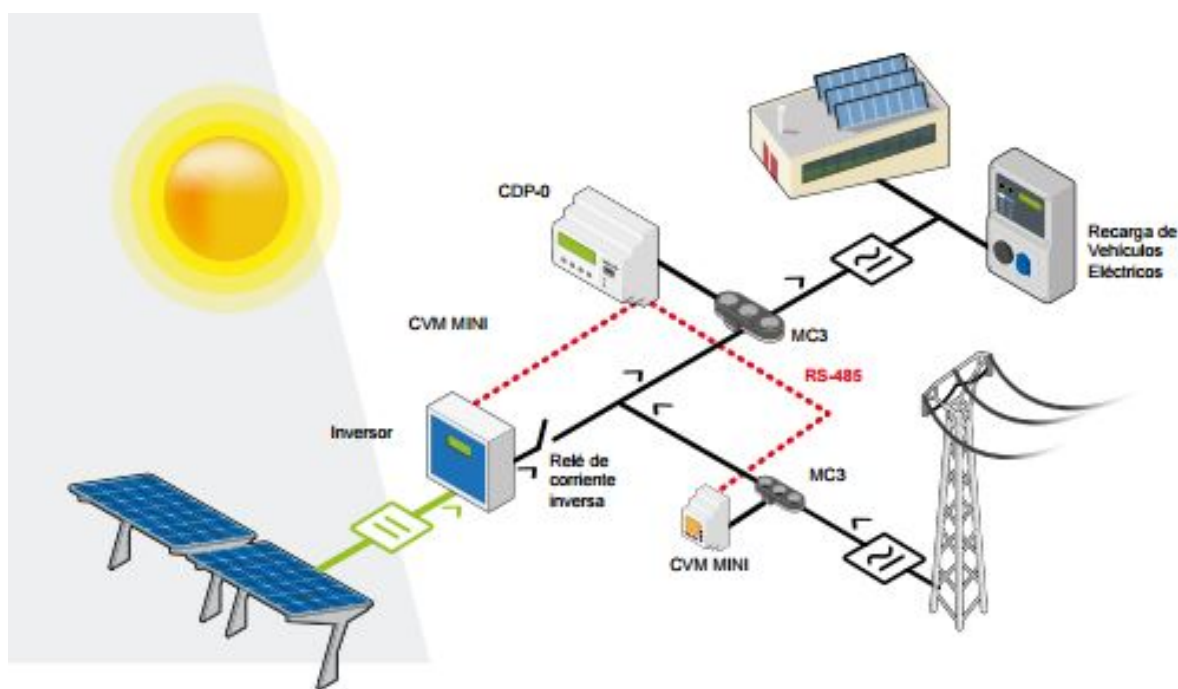 CDP-0
Recarga de
Vehículos
Eléctricos
CVM MINI
MC3
RS-485
Inversor
Relé de
corriente
inversa
MC3
CVM MINI